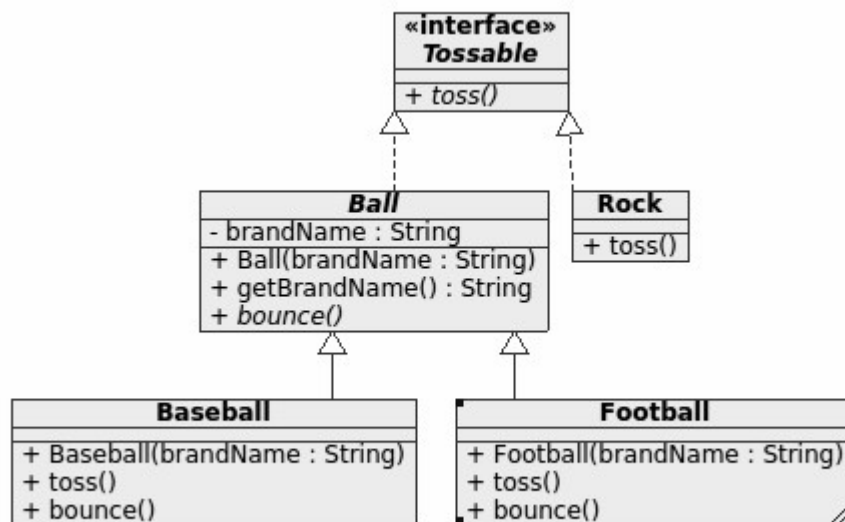 «interface»
Tossable
+ toss()
Ball
- brandName : String
+ Ball(brandName : String)
+ getBrandName() : String
+ bounce()
Rock
+ toss()
Baseball
+ Baseball(brandName : String)
+ toss()
+ bounce()
Football
+ Football(brandName : String)
+ toss()
+ bounce()